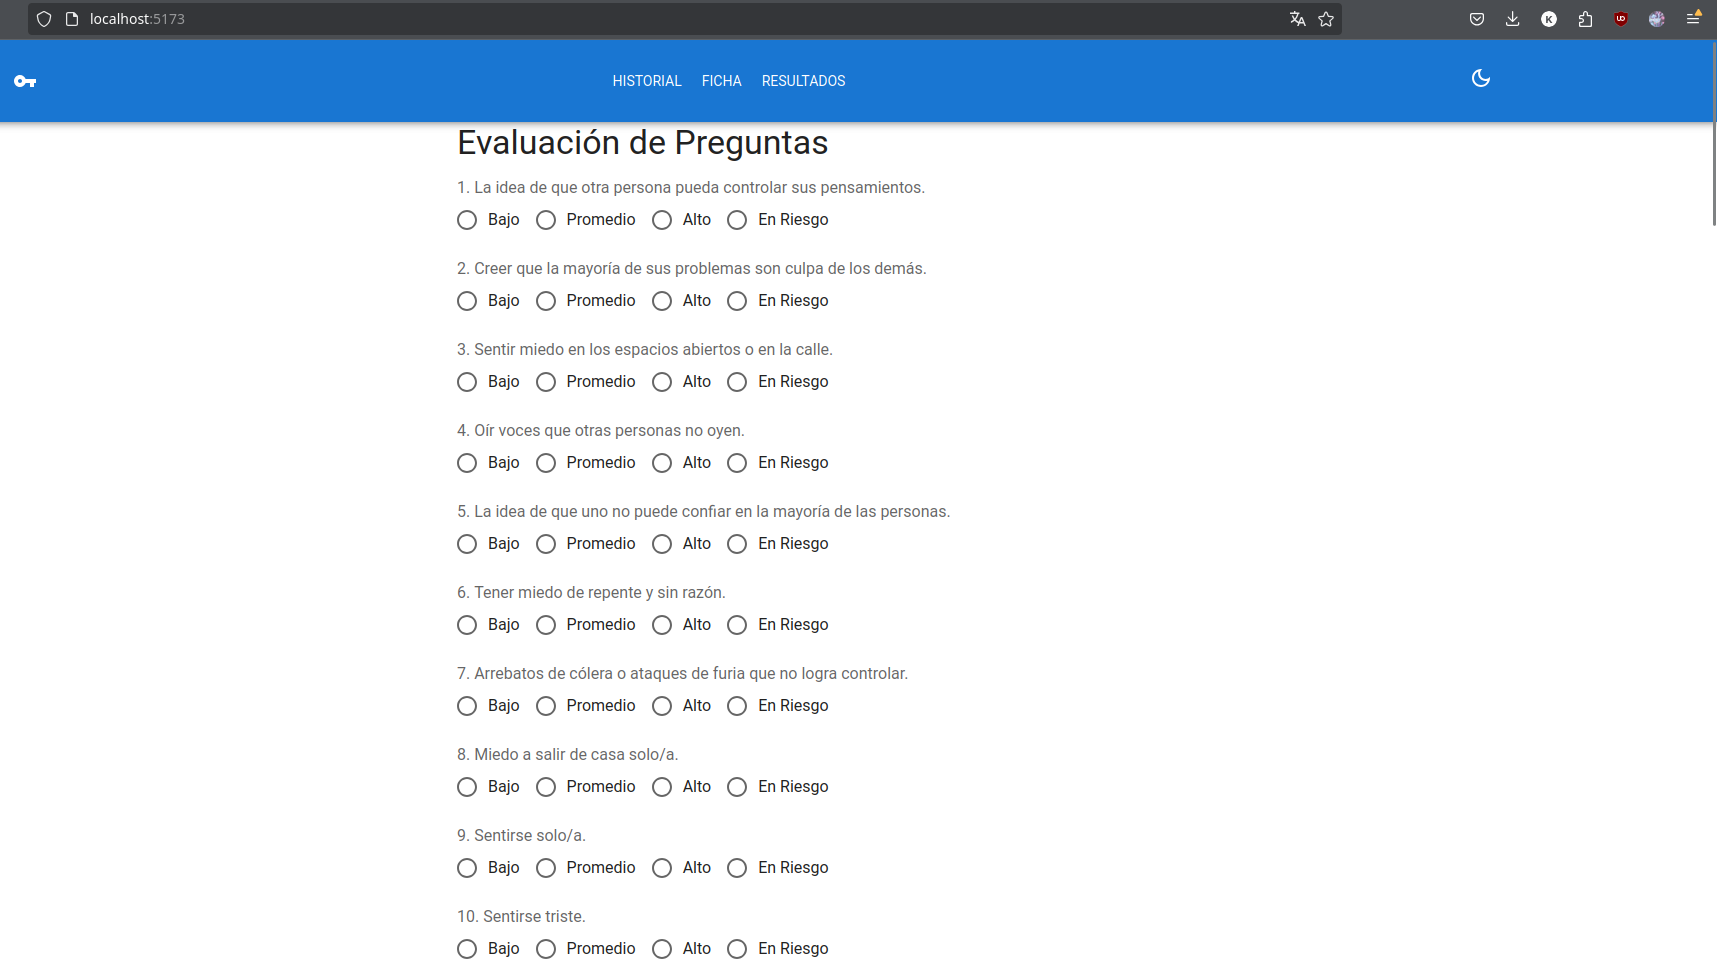 localhost:5173
HISTORIAL FICHA RESULTADOS
Evaluación de Preguntas
1. La idea de que otra persona pueda controlar sus pensamientos.
Bajo Promedio Alto En Riesgo
2. Creer que la mayoría de sus problemas son culpa de los demás.
Bajo Promedio Alto En Riesgo
3. Sentir miedo en los espacios abiertos o en la calle.
Bajo Promedio Alto En Riesgo
4. Oír voces que otras personas no oyen.
Bajo Promedio Alto En Riesgo
5. La idea de que uno no puede confiar en la mayoría de las personas.
Bajo Promedio Alto En Riesgo
6. Tener miedo de repente y sin razón.
Bajo Promedio Alto En Riesgo
7. Arrebatos de cólera o ataques de furia que no logra controlar.
Bajo Promedio Alto En Riesgo
8. Miedo a salir de casa solo/a.
Bajo Promedio Alto En Riesgo
9. Sentirse solo/a.
Bajo Promedio Alto En Riesgo
10. Sentirse triste.
Bajo Promedio Alto En Riesgo